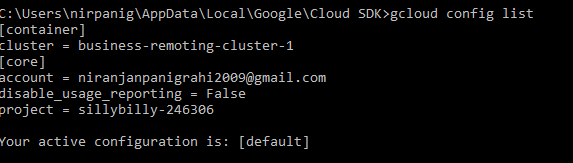 C:\Users\nirpanig\AppData\Local\Google\Cloud SDK>gcloud config list
[container]
cluster = business-remoting-cluster-1
[core]
account = niranjanpanigrahi2009@gmail.com
disable_usage_reporting = False
project = sillybilly-246306
Your active configuration is: [default]